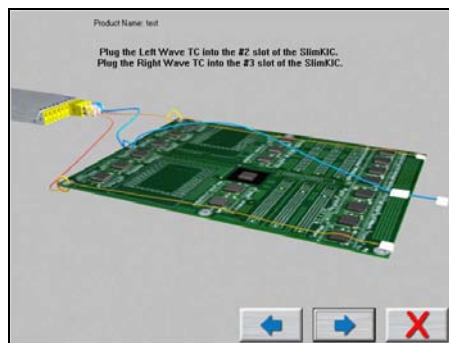 Product Name: test
Plug the Left Wave TC into the #2 slot of the SlimKIC.
Plug the Right Wave TC into the #3 slot of the SlimKIC.